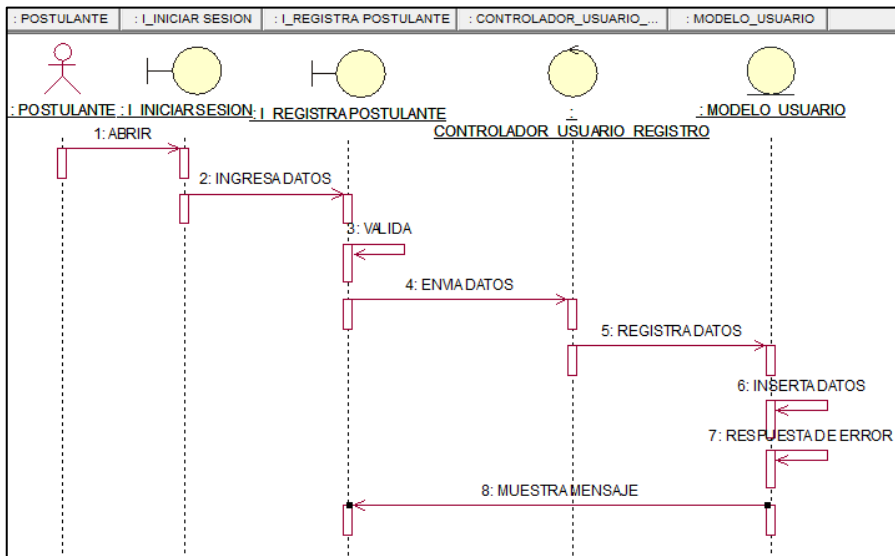 : POSTULANTE
: I_INICIAR SESION
: I_REGISTRA POSTULANTE
: CONTROLADOR_USUARIO_...
: MODELO_USUARIO
: POSTULANTE
: I_INICIAR SESION
: I_REGISTRA POSTULANTE
:
CONTROLADOR_USUARIO_REGISTRO
: MODELO_USUARIO
1: ABRIR
2: INGRESA DATOS
3: VALIDA
4: ENVIA DATOS
5: REGISTRA DATOS
6: INSERTA DATOS
7: RESPUESTA DE ERROR
8: MUESTRA MENSAJE